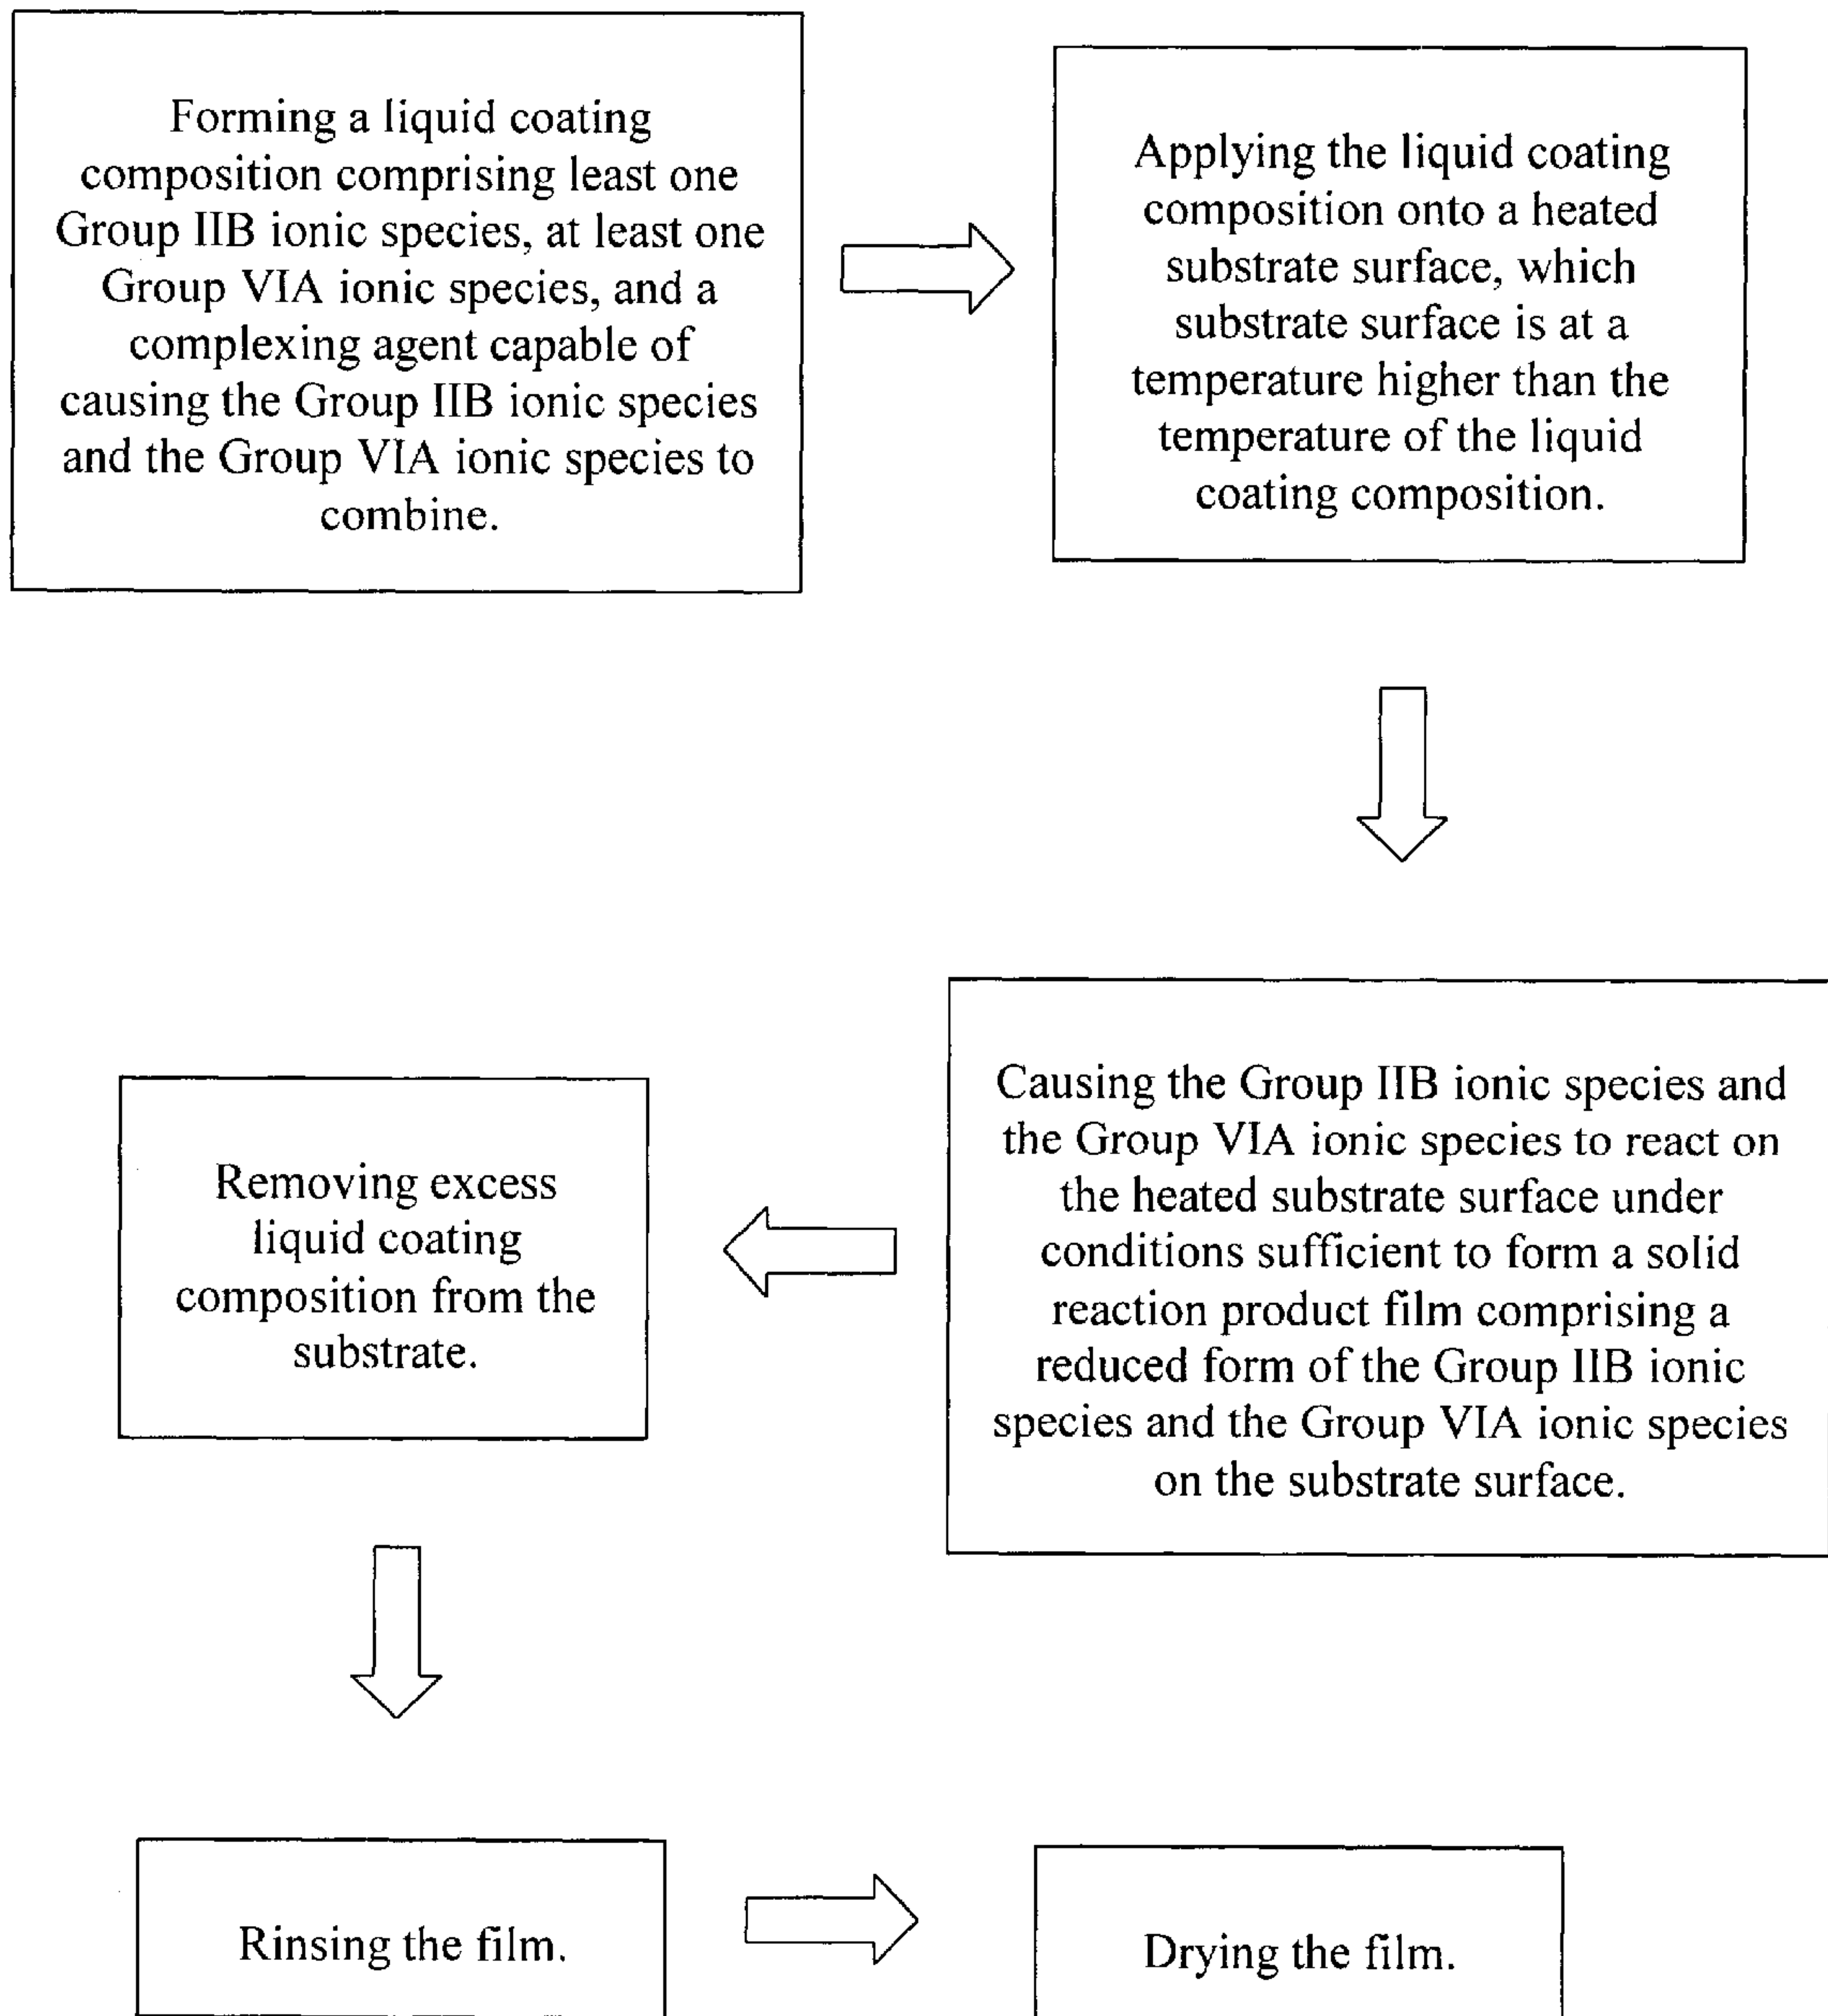 Forming a liquid coating
composition comprising least one
Group IIB ionic species, at least one
Group VIA ionic species, and a
complexing agent capable of
causing the Group IIB ionic species
and the Group VIA ionic species to
combine.
Applying the liquid coating
composition onto a heated
substrate surface, which
substrate surface is at a
temperature higher than the
temperature of the liquid
coating composition.
Causing the Group IIB ionic species and
the Group VIA ionic species to react on
the heated substrate surface under
conditions sufficient to form a solid
reaction product film comprising a
reduced form of the Group IIB ionic
species and the Group VIA ionic species
on the substrate surface.
Removing excess
liquid coating
composition from the
substrate.
Rinsing the film.
Drying the film.